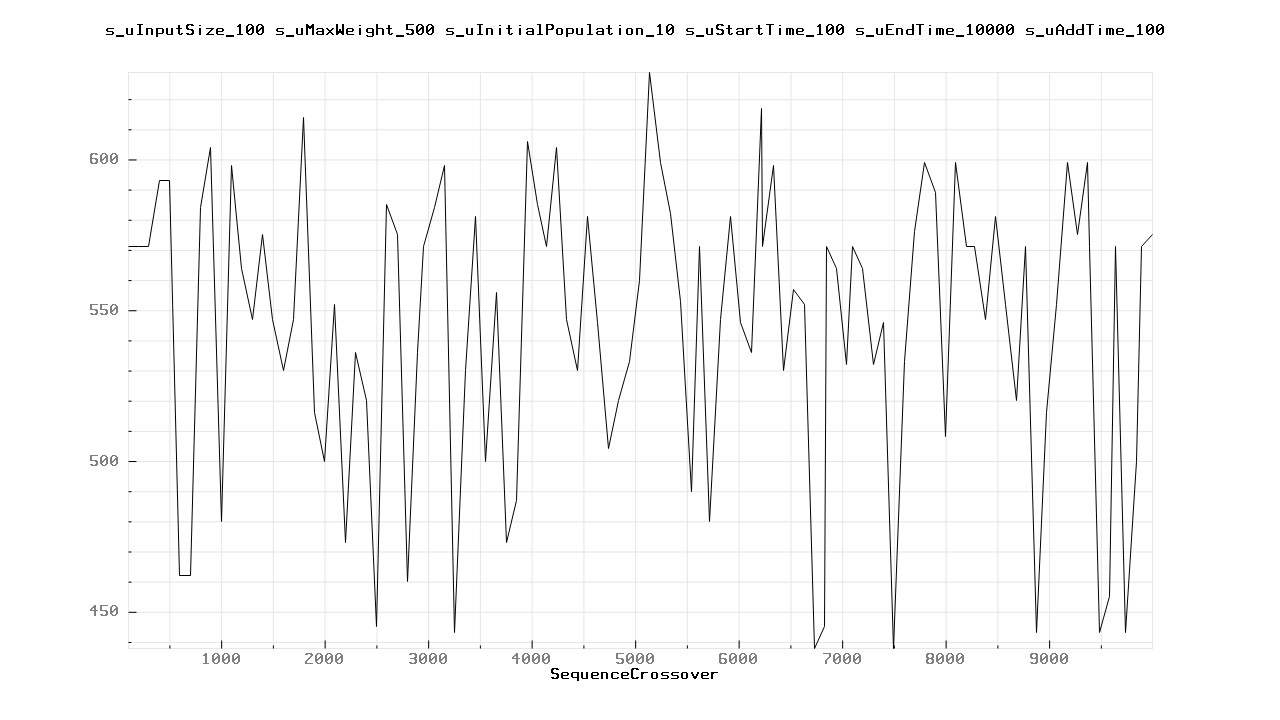 s_uInputSize_100 s_uMaxWeight_500 s_uInitialPopulation_10 s_uStartTime_100 s_uEndTime_10000 s_uAddTime_100
600
550
500
450
1000 2000 3000 4000 5000 6000 7000 8000 9000
SequenceCrossover